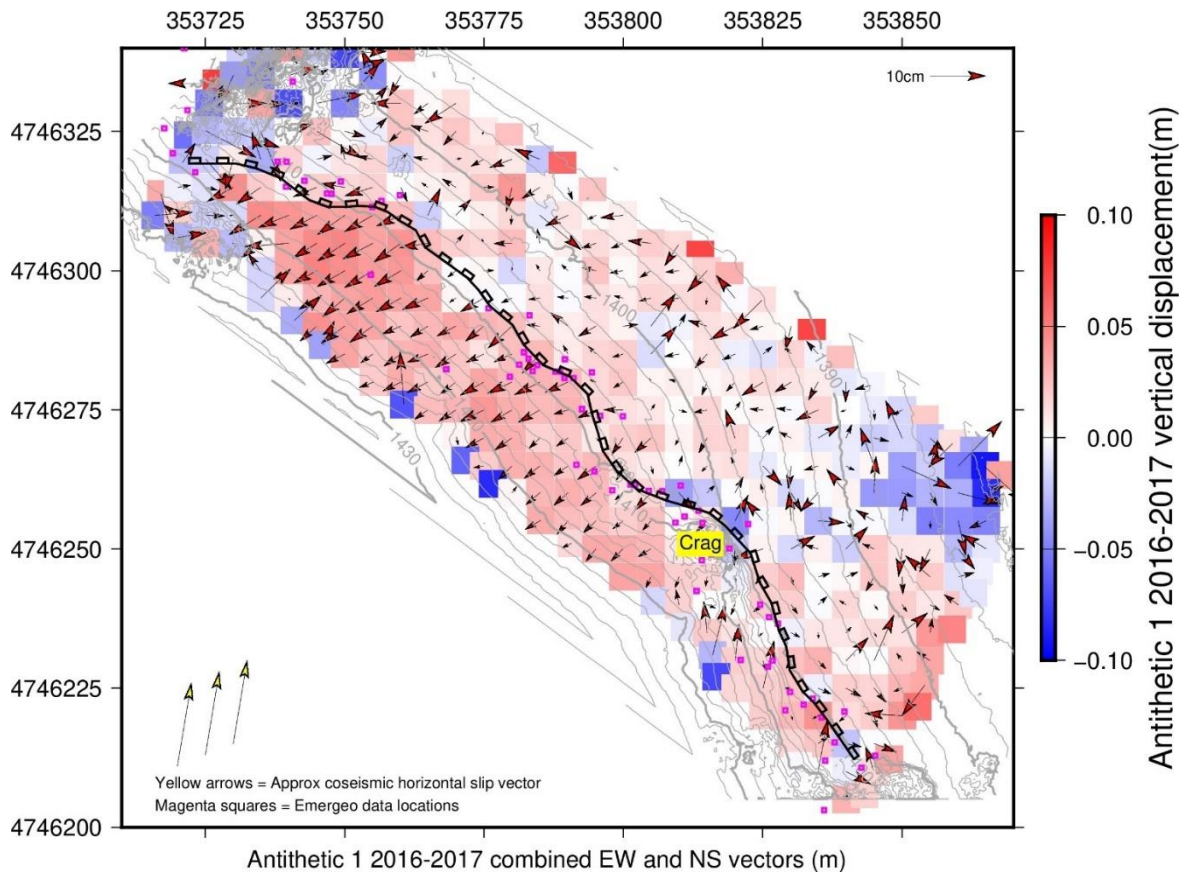 353725 353750 353775 353800 353825 353850
10cm
4746325
4746300
4746275
4746250
4746225
4746200
1400
1390
1430
1410
Crag
Yellow arrows = Approx coseismic horizontal slip vector
Magenta squares = Emergeo data locations
Antithetic 1 2016-2017 combined EW and NS vectors (m)
0.10
0.05
0.00
−0.05
−0.10
Antithetic 1 2016-2017 vertical displacement(m)